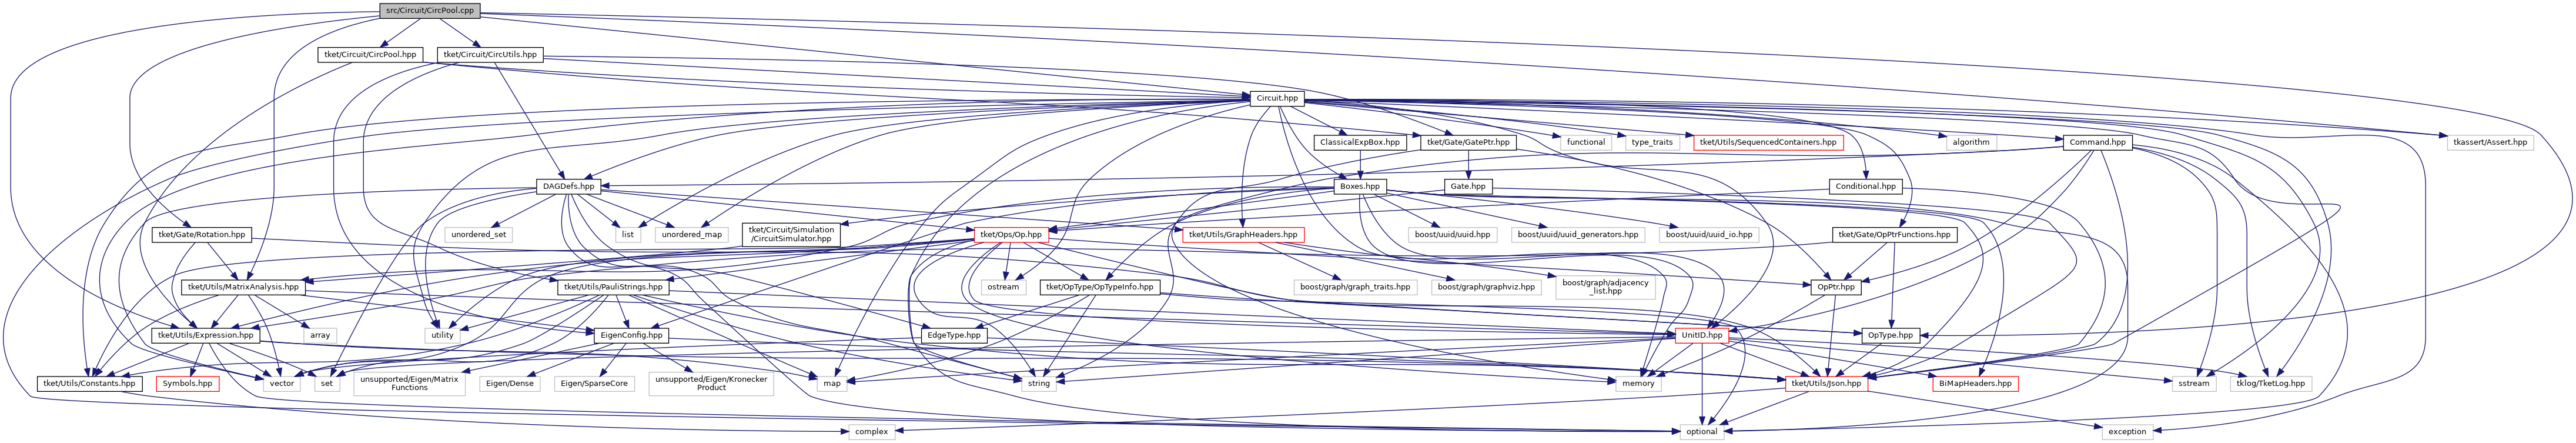 src/Circuit/CircPool.cpp
tket/Circuit/CircPool.hpp
tket/Circuit/CircUtils.hpp
Circuit.hpp
ClassicalExpBox.hpp
tket/Gate/GatePtr.hpp
functional
type_traits
tket/Utils/SequencedContainers.hpp
algorithm
Command.hpp
tkassert/Assert.hpp
DAGDefs.hpp
Boxes.hpp
Gate.hpp
Conditional.hpp
tket/Gate/Rotation.hpp
unordered_set
list
unordered_map
tket/Circuit/Simulation
/CircuitSimulator.hpp
tket/Ops/Op.hpp
tket/Utils/GraphHeaders.hpp
boost/uuid/uuid.hpp
boost/uuid/uuid_generators.hpp
boost/uuid/uuid_io.hpp
tket/Gate/OpPtrFunctions.hpp
tket/Utils/MatrixAnalysis.hpp
tket/Utils/PauliStrings.hpp
ostream
tket/OpType/OpTypeInfo.hpp
boost/graph/graph_traits.hpp
boost/graph/graphviz.hpp
boost/graph/adjacency
_list.hpp
OpPtr.hpp
tket/Utils/Expression.hpp
array
utility
EigenConfig.hpp
EdgeType.hpp
UnitID.hpp
OpType.hpp
tket/Utils/Constants.hpp
Symbols.hpp
vector
set
unsupported/Eigen/Matrix
Functions
Eigen/Dense
Eigen/SparseCore
unsupported/Eigen/Kronecker
Product
map
string
memory
tket/Utils/Json.hpp
BiMapHeaders.hpp
sstream
tklog/TketLog.hpp
complex
optional
exception